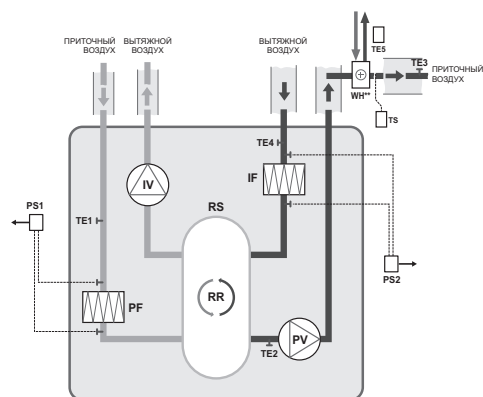 ПРИТОЧНЫЙ
ВОЗДУХ
ВЫТЯЖНОЙ
ВОЗДУХ
ВЫТЯЖНОЙ
ВОЗДУХ
TE5
TE3
ПРИТОЧНЫЙ
ВОЗДУХ
WH**
TS
TE4
IV
IF
PS1
TE1
RS
PS2
RR
PF
PV
TE2